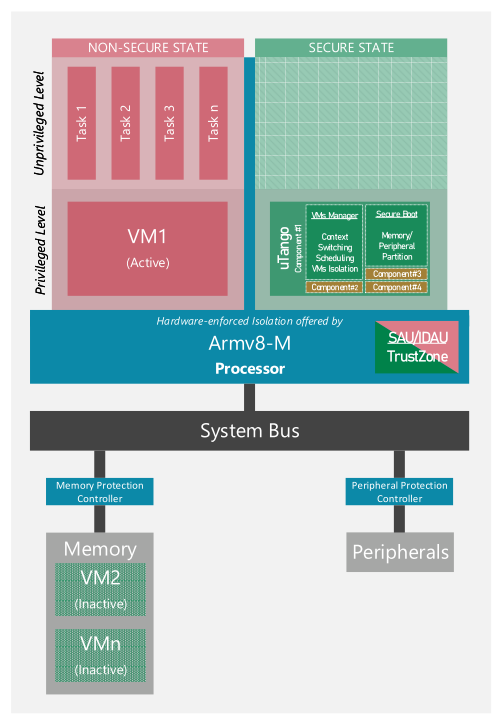 NON-SECURE STATE
SECURE STATE
Unprivileged Level
Task 1
Task 2
Task 3
Task n
Privileged Level
VM1
(Active)
uTango
Component #1
VMs Manager
Context
Switching
Scheduling
VMs Isolation
Secure Boot
Memory/
Peripheral
Partition
Component#2
Component#3
Component#4
Hardware-enforced Isolation offered by
Armv8-M
Processor
SAU/IDAU
TrustZone
System Bus
Memory Protection
Controller
Peripheral Protection
Controller
Memory
VM2
(Inactive)
VMn
(Inactive)
Peripherals